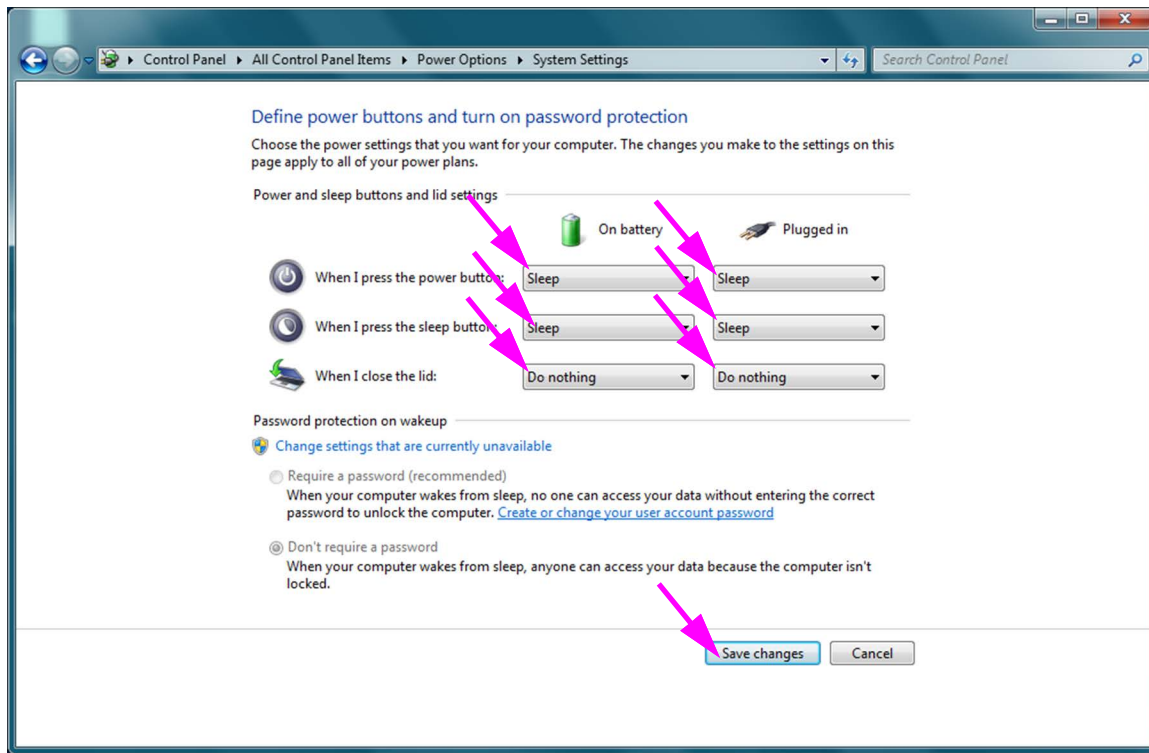 Control Panel All Control Panel Items Power Options System Settings Search Control Panel
Define power buttons and turn on password protection
Choose the power settings that you want for your computer. The changes you make to the settings on this
page apply to all of your power plans.
Power and sleep buttons and lid settings
On battery Plugged in
When I press the power button: Sleep Sleep
When I press the sleep button: Sleep Sleep
When I close the lid: Do nothing Do nothing
Password protection on wakeup
Change settings that are currently unavailable
Require a password (recommended)
When your computer wakes from sleep, no one can access your data without entering the correct
password to unlock the computer. Create or change your user account password
Don't require a password
When your computer wakes from sleep, anyone can access your data because the computer isn't
locked.
Save changes Cancel